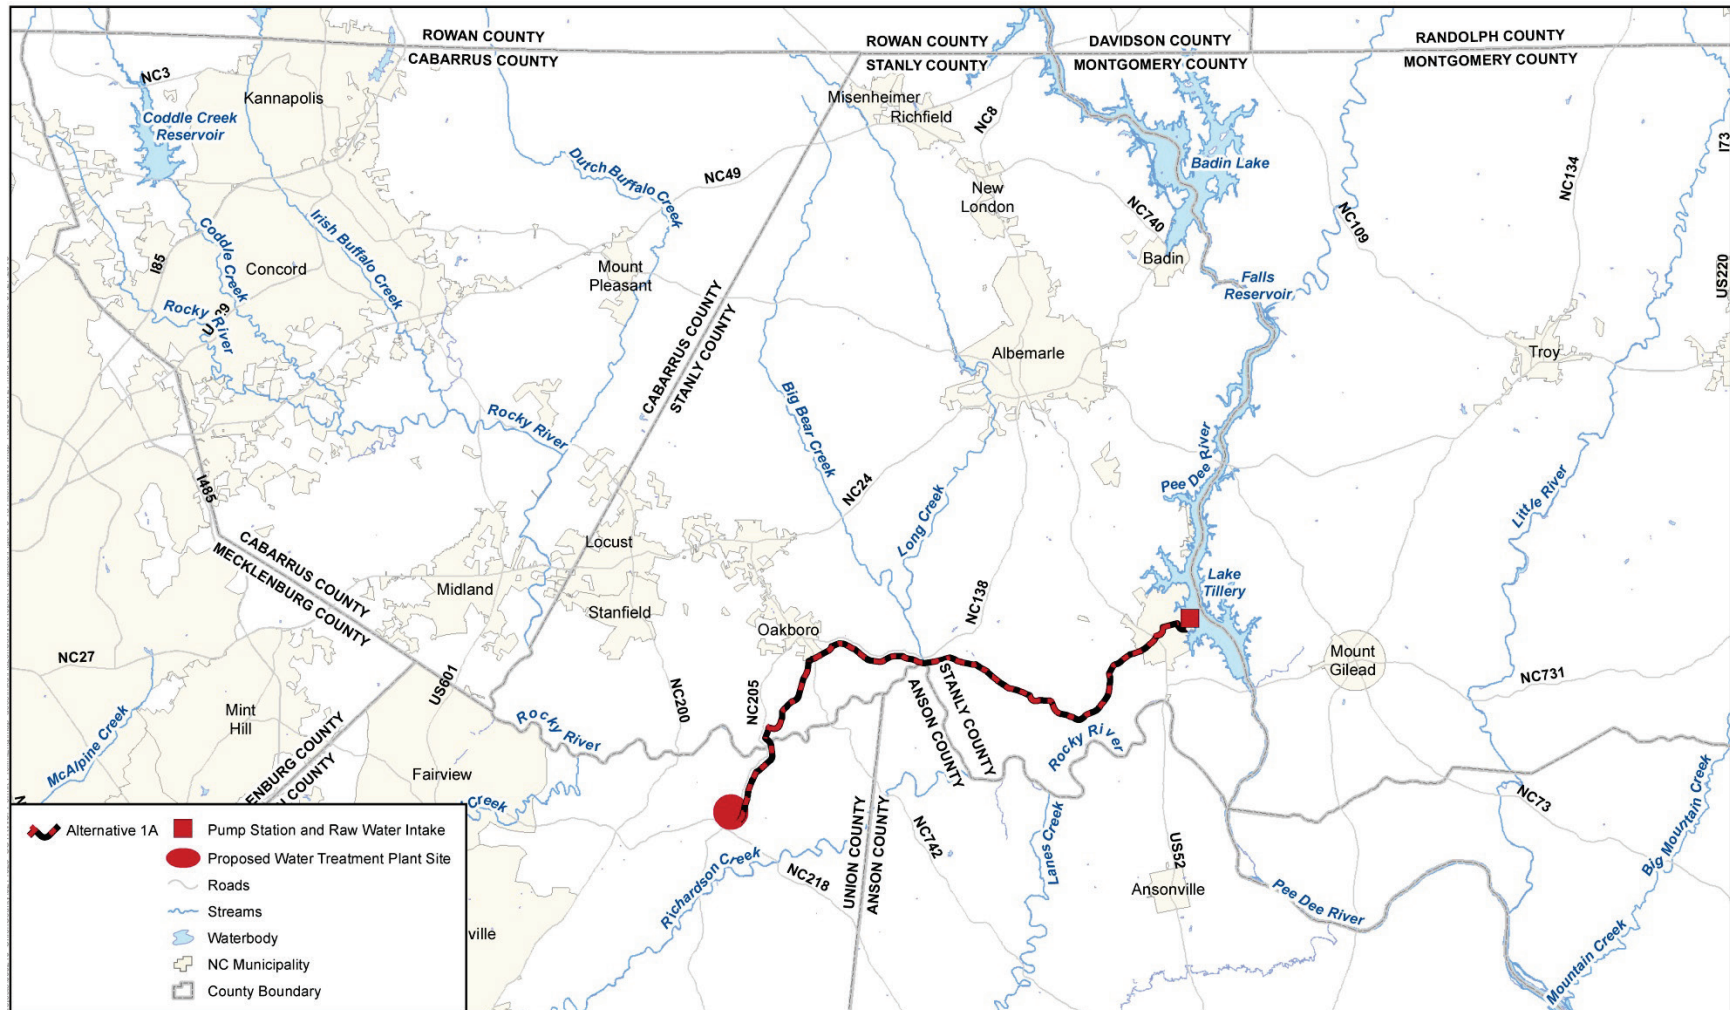 ROWAN COUNTY
CABARRUS COUNTY
ROWAN COUNTY
STANLY COUNTY
DAVIDSON COUNTY
MONTGOMERY COUNTY
RANDOLPH COUNTY
MONTGOMERY COUNTY
NC3
Kannapolis
Coddle Creek
Reservoir
Misenheimer
Richfield
NC8
I73
Dutch Buffalo Creek
NC49
Badin Lake
NC134
New
London
NC740
NC109
Irish Buffalo Creek
Coddle Creek
I85
Concord
Mount
Pleasant
Badin
Falls
Reservoir
US220
Rocky
River
CABARRUS COUNTY
STANLY COUNTY
Albemarle
Troy
Big Bear Creek
Rocky
River
Pee Dee River
I485
NC24
Long Creek
Little River
CABARRUS COUNTY
MECKLENBURG COUNTY
Locust
Midland
Stanfield
Lake
Tillery
NC138
Oakboro
Mount
Gilead
NC27
US601
NC200
NC205
STANLY COUNTY
ANSON COUNTY
NC731
Mint
Hill
Rocky
River
Rocky River
McAlpine Creek
Fairview
ENBURG COUNTY
N COUNTY
Creek
NC73
Big Mountain Creek
Lanes Creek
NC742
US52
UNION COUNTY
ANSON COUNTY
Richardson Creek
NC218
Ansonville
Pee Dee River
ville
Mountain Creek
N
Alternative 1A
Pump Station and Raw Water Intake
Proposed Water Treatment Plant Site
Roads
Streams
Waterbody
NC Municipality
County Boundary